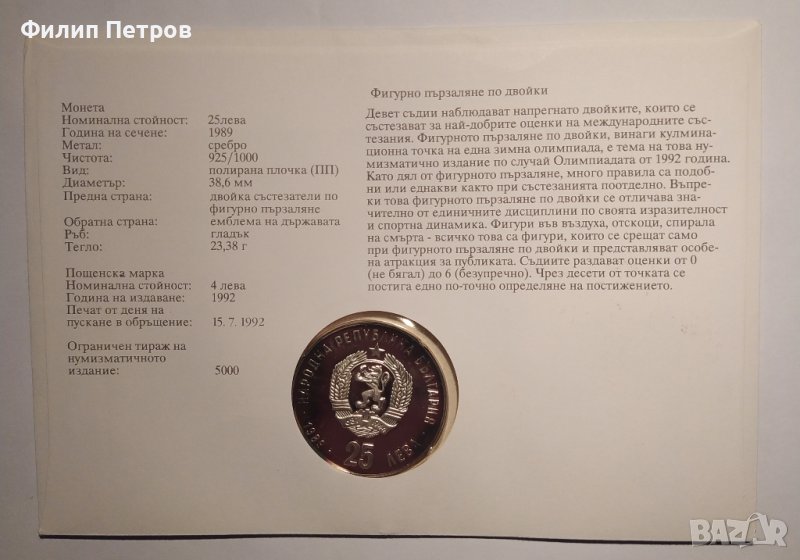 Филип Петров
Монета
Номинална стойност: 25лева
Година на сечене: 1989
Метал: сребро
Чистота: 925/1000
Вид: полирана плочка (ПП)
Диаметър: 38,6 мм
Предна страна: двойка състезатели по
фигурно пързаляне
Обратна страна: емблема на държавата
Ръб: гладък
Тегло: 23,38 г
Пощенска марка
Номинална стойност: 4 лева
Година на издаване: 1992
Печат от деня на
пускане в обръщение: 15. 7. 1992
Ограничен тираж на
нумизматичното
издание: 5000
Фигурно пързаляне по двойки
Девет съдии наблюдават напрегнато двойките, които се
състезават за най-добрите оценки на международните със-
тезания. Фигурното пързаляне по двойки, винаги кулмина-
ционна точка на една зимна олимпиада, е тема на това ну-
мизматично издание по случай Олимпиадата от 1992 година.
Като дял от фигурното пързаляне, много правила са подоб-
ни или еднакви както при състезанията поотделно. Въпре-
ки това фигурното пързаляне по двойки се отличава зна-
чително от единичните дисциплини по своята изразителност
и спортна динамика. Фигури във въздуха, отскоци, спирала
на смърта - всичко това са фигури, които се срещат само
при фигурното пързаляне по двойки и представляват особе-
на атракция за публиката. Съдиите раздават оценки от 0
(не бягал) до 6 (безупречно). Чрез десети от точката се
постига едно по-точно определяне на постижението.
НАРОДНА РЕПУБЛИКА БЪЛГАРИЯ
· 1989 ·
25
ЛЕВА
BAZAR